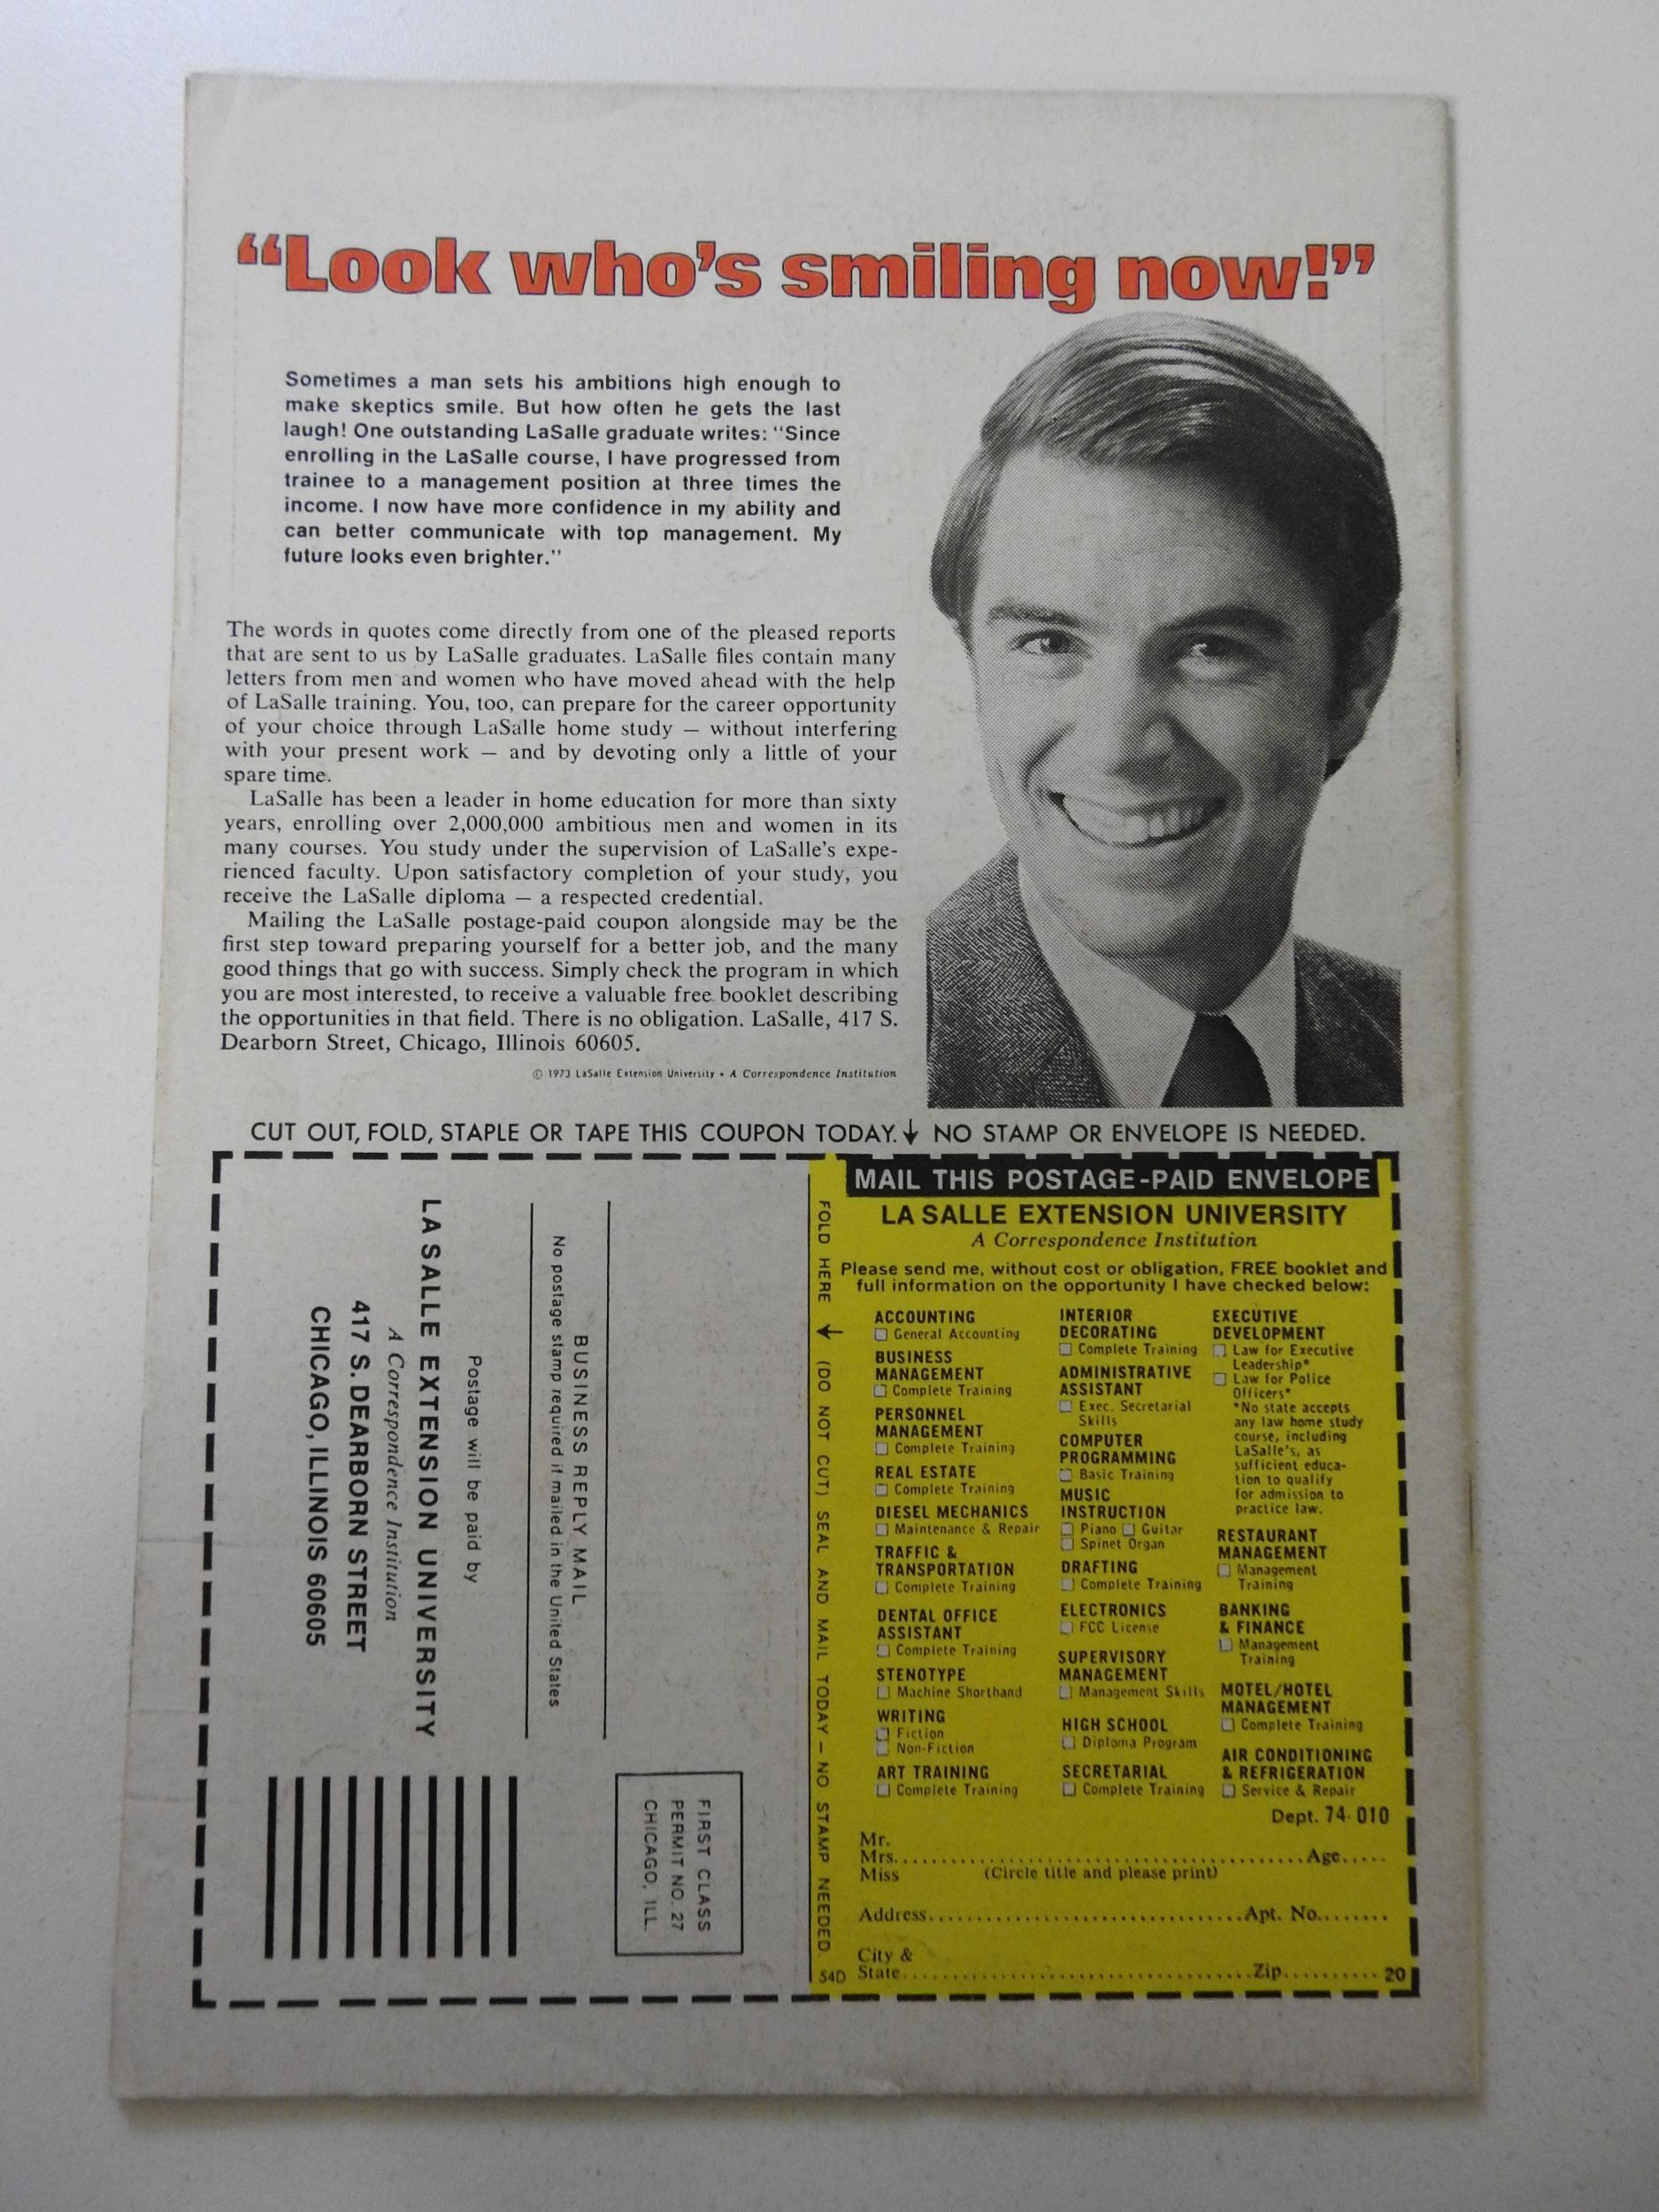 “Look who’s smiling now!”
Sometimes a man sets his ambitions high enough to
make skeptics smile. But how often he gets the last
laugh! One outstanding LaSalle graduate writes: “Since
enrolling in the LaSalle course, I have progressed from
trainee to a management position at three times the
income. I now have more confidence in my ability and
can better communicate with top management. My
future looks even brighter.”
The words in quotes come directly from one of the pleased reports
that are sent to us by LaSalle graduates. LaSalle files contain many
letters from men and women who have moved ahead with the help
of LaSalle training. You, too, can prepare for the career opportunity
of your choice through LaSalle home study — without interfering
with your present work — and by devoting only a little of your
spare time.
LaSalle has been a leader in home education for more than sixty
years, enrolling over 2,000,000 ambitious men and women in its
many courses. You study under the supervision of LaSalle's expe-
rienced faculty. Upon satisfactory completion of your study, you
receive the LaSalle diploma — a respected credential.
Mailing the LaSalle postage-paid coupon alongside may be the
first step toward preparing yourself for a better job, and the many
good things that go with success. Simply check the program in which
you are most interested, to receive a valuable free booklet describing
the opportunities in that field. There is no obligation. LaSalle, 417 S.
Dearborn Street, Chicago, Illinois 60605.
© 1973 LaSalle Extension University • A Correspondence Institution
CUT OUT, FOLD, STAPLE OR TAPE THIS COUPON TODAY.↓ NO STAMP OR ENVELOPE IS NEEDED.
FIRST CLASS
PERMIT NO. 27
CHICAGO, ILL.
BUSINESS REPLY MAIL
No postage stamp required if mailed in the United States
Postage will be paid by
LA SALLE EXTENSION UNIVERSITY
A Correspondence Institution
417 S. DEARBORN STREET
CHICAGO, ILLINOIS 60605
FOLD HERE ↓ (DO NOT CUT) SEAL AND MAIL TODAY — NO STAMP NEEDED.
MAIL THIS POSTAGE-PAID ENVELOPE
LA SALLE EXTENSION UNIVERSITY
A Correspondence Institution
Please send me, without cost or obligation, FREE booklet and
full information on the opportunity I have checked below:
ACCOUNTING
☐ General Accounting
BUSINESS
MANAGEMENT
☐ Complete Training
PERSONNEL
MANAGEMENT
☐ Complete Training
REAL ESTATE
☐ Complete Training
DIESEL MECHANICS
☐ Maintenance & Repair
TRAFFIC &
TRANSPORTATION
☐ Complete Training
DENTAL OFFICE
ASSISTANT
☐ Complete Training
STENOTYPE
☐ Machine Shorthand
WRITING
☐ Fiction
☐ Non-Fiction
ART TRAINING
☐ Complete Training
INTERIOR
DECORATING
☐ Complete Training
ADMINISTRATIVE
ASSISTANT
☐ Exec. Secretarial
Skills
COMPUTER
PROGRAMMING
☐ Basic Training
MUSIC
INSTRUCTION
☐ Piano ☐ Guitar
☐ Spinet Organ
DRAFTING
☐ Complete Training
ELECTRONICS
☐ FCC License
SUPERVISORY
MANAGEMENT
☐ Management Skills
HIGH SCHOOL
☐ Diploma Program
SECRETARIAL
☐ Complete Training
EXECUTIVE
DEVELOPMENT
☐ Law for Executive
Leadership*
☐ Law for Police
Officers*
*No state accepts
any law home study
course, including
LaSalle's, as
sufficient educa-
tion to qualify
for admission to
practice law.
RESTAURANT
MANAGEMENT
☐ Management
Training
BANKING
& FINANCE
☐ Management
Training
MOTEL/HOTEL
MANAGEMENT
☐ Complete Training
AIR CONDITIONING
& REFRIGERATION
☐ Service & Repair
Dept. 74-010
Mr.
Mrs. Age
Miss (Circle title and please print)
Address Apt. No.
City &
State Zip 20
54D